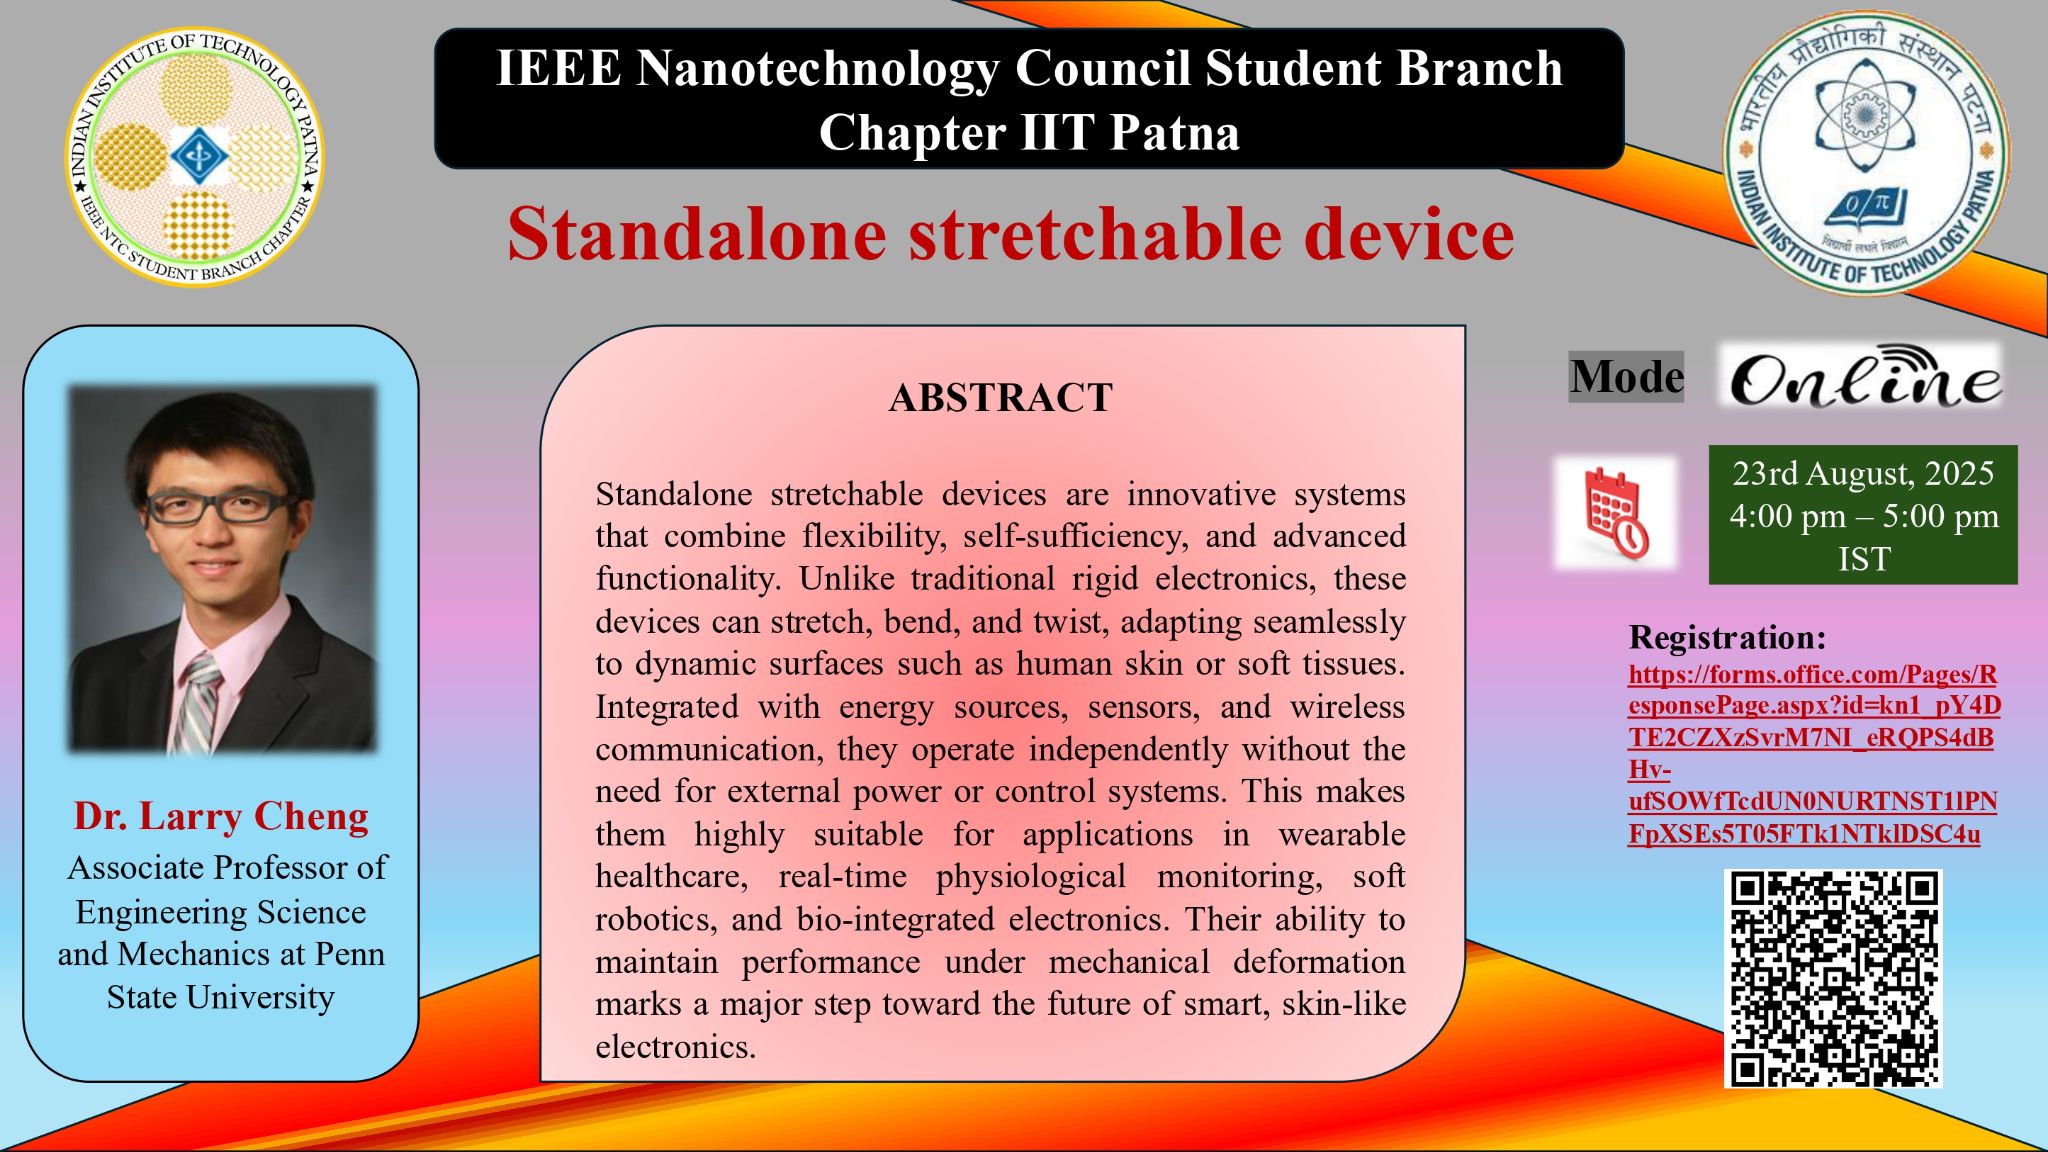 INDIAN INSTITUTE OF TECHNOLOGY PATNA
★ IEEE NTC STUDENT BRANCH CHAPTER ★
IEEE Nanotechnology Council Student Branch
Chapter IIT Patna
भारतीय प्रौद्योगिकी संस्थान पटना
INDIAN INSTITUTE OF TECHNOLOGY PATNA
Standalone stretchable device
Dr. Larry Cheng
Associate Professor of
Engineering Science
and Mechanics at Penn
State University
ABSTRACT
Standalone stretchable devices are innovative systems
that combine flexibility, self-sufficiency, and advanced
functionality. Unlike traditional rigid electronics, these
devices can stretch, bend, and twist, adapting seamlessly
to dynamic surfaces such as human skin or soft tissues.
Integrated with energy sources, sensors, and wireless
communication, they operate independently without the
need for external power or control systems. This makes
them highly suitable for applications in wearable
healthcare, real-time physiological monitoring, soft
robotics, and bio-integrated electronics. Their ability to
maintain performance under mechanical deformation
marks a major step toward the future of smart, skin-like
electronics.
Mode Online
23rd August, 2025
4:00 pm – 5:00 pm
IST
Registration:
https://forms.office.com/Pages/R
esponsePage.aspx?id=kn1_pY4D
TE2CZXzSvrM7NI_eRQPS4dB
Hv-
ufSOWfTcdUN0NURTNST1lPN
FpXSEs5T05FTk1NTklDSC4u